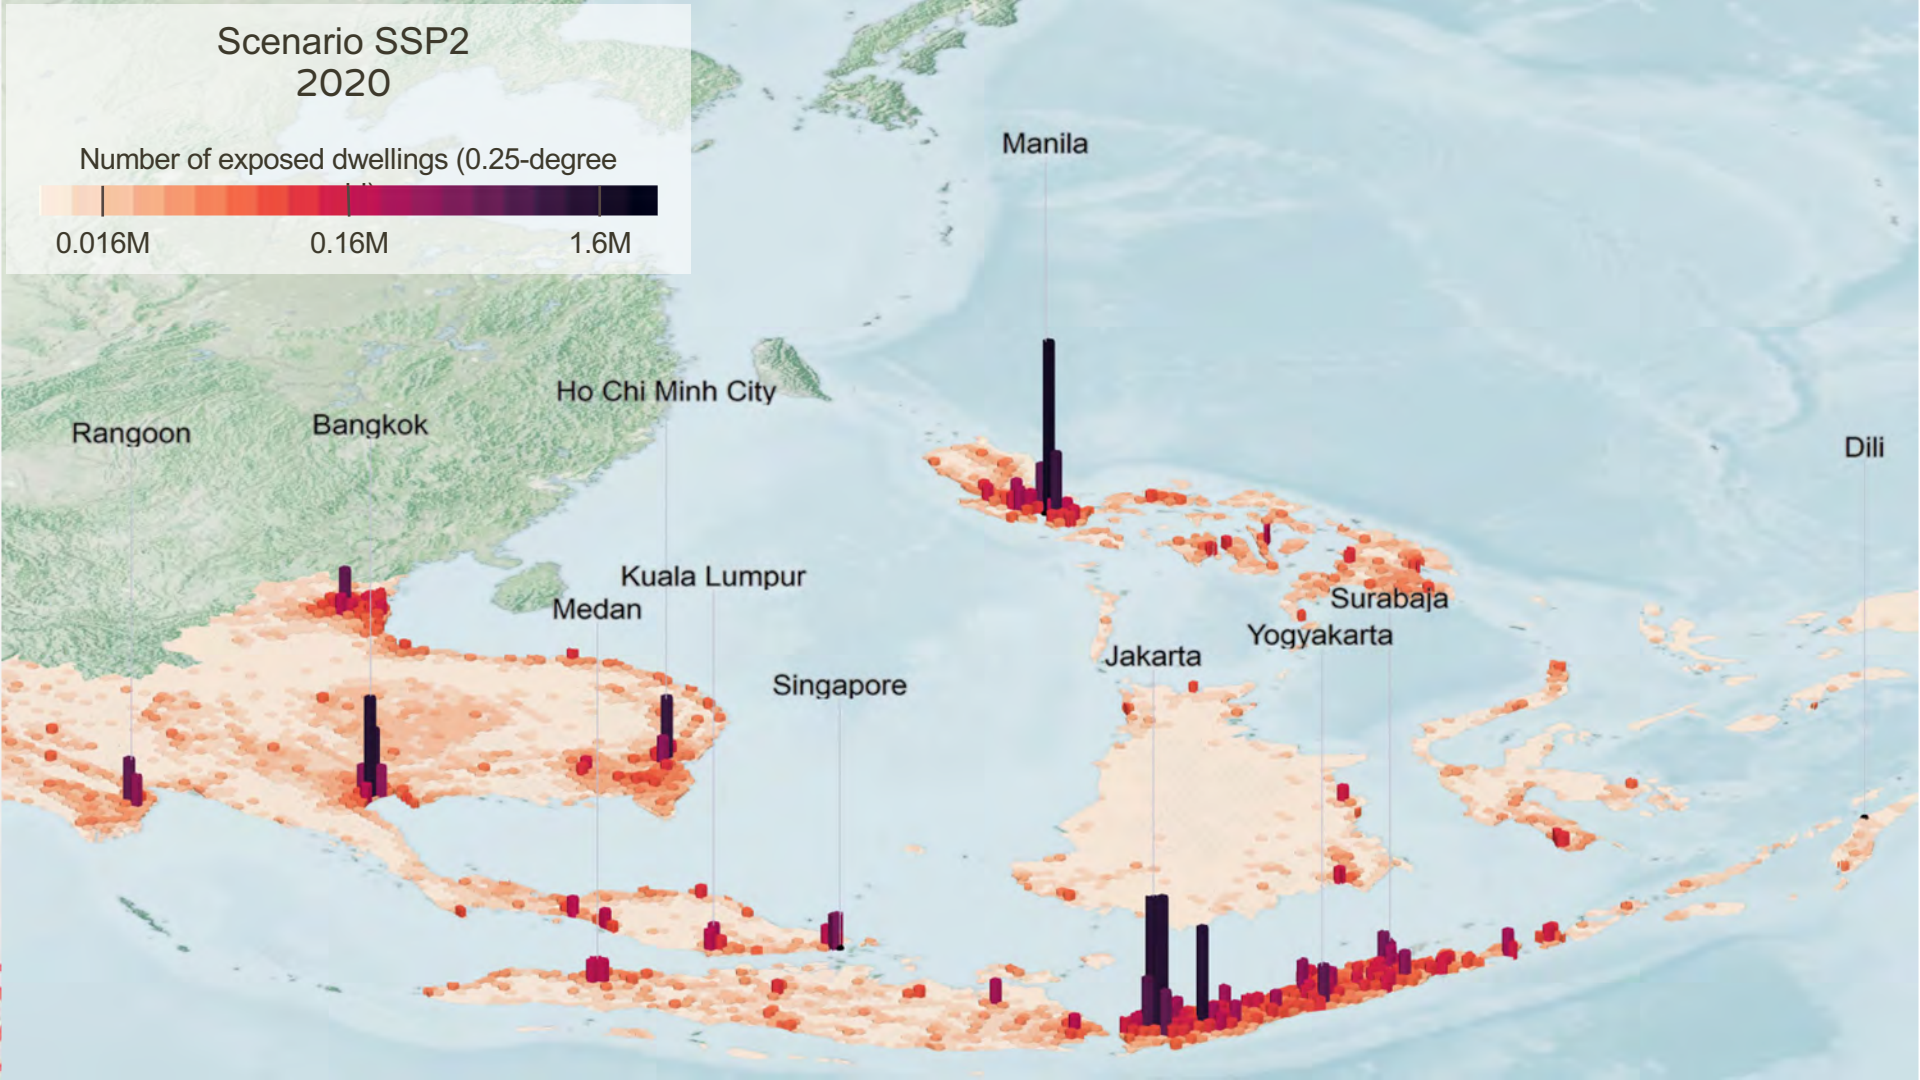 Scenario SSP2
2020
Number of exposed dwellings (0.25-degree
0.016M 0.16M 1.6M
Manila
Ho Chi Minh City
Bangkok
Rangoon
Dili
Kuala Lumpur
Medan
Surabaja
Yogyakarta
Jakarta
Singapore